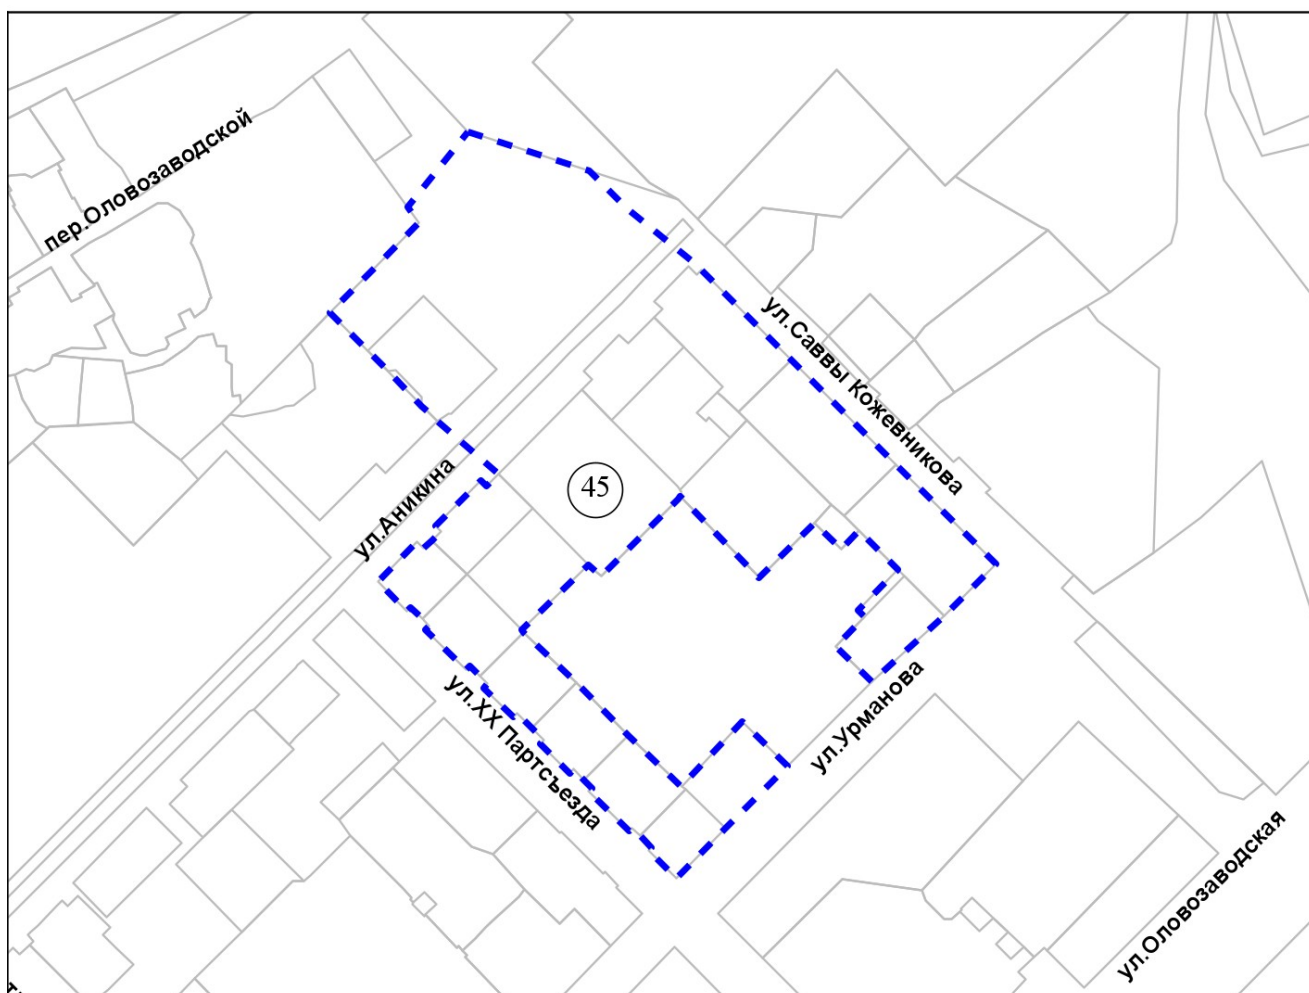 пер.Оловозаводской
ул.Саввы Кожевникова
45
ул.Аникина
ул.XX Партсъезда
ул.Урманова
ул.Оловозаводская